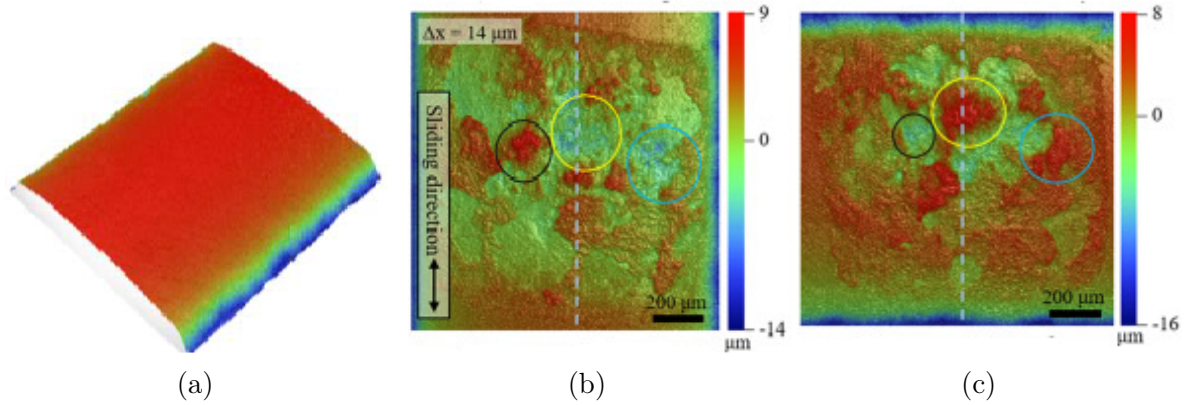 9
0
-14
μm
Δx = 14 μm
Sliding direction
200 μm
8
0
-16
μm
200 μm
(a)
(b)
(c)